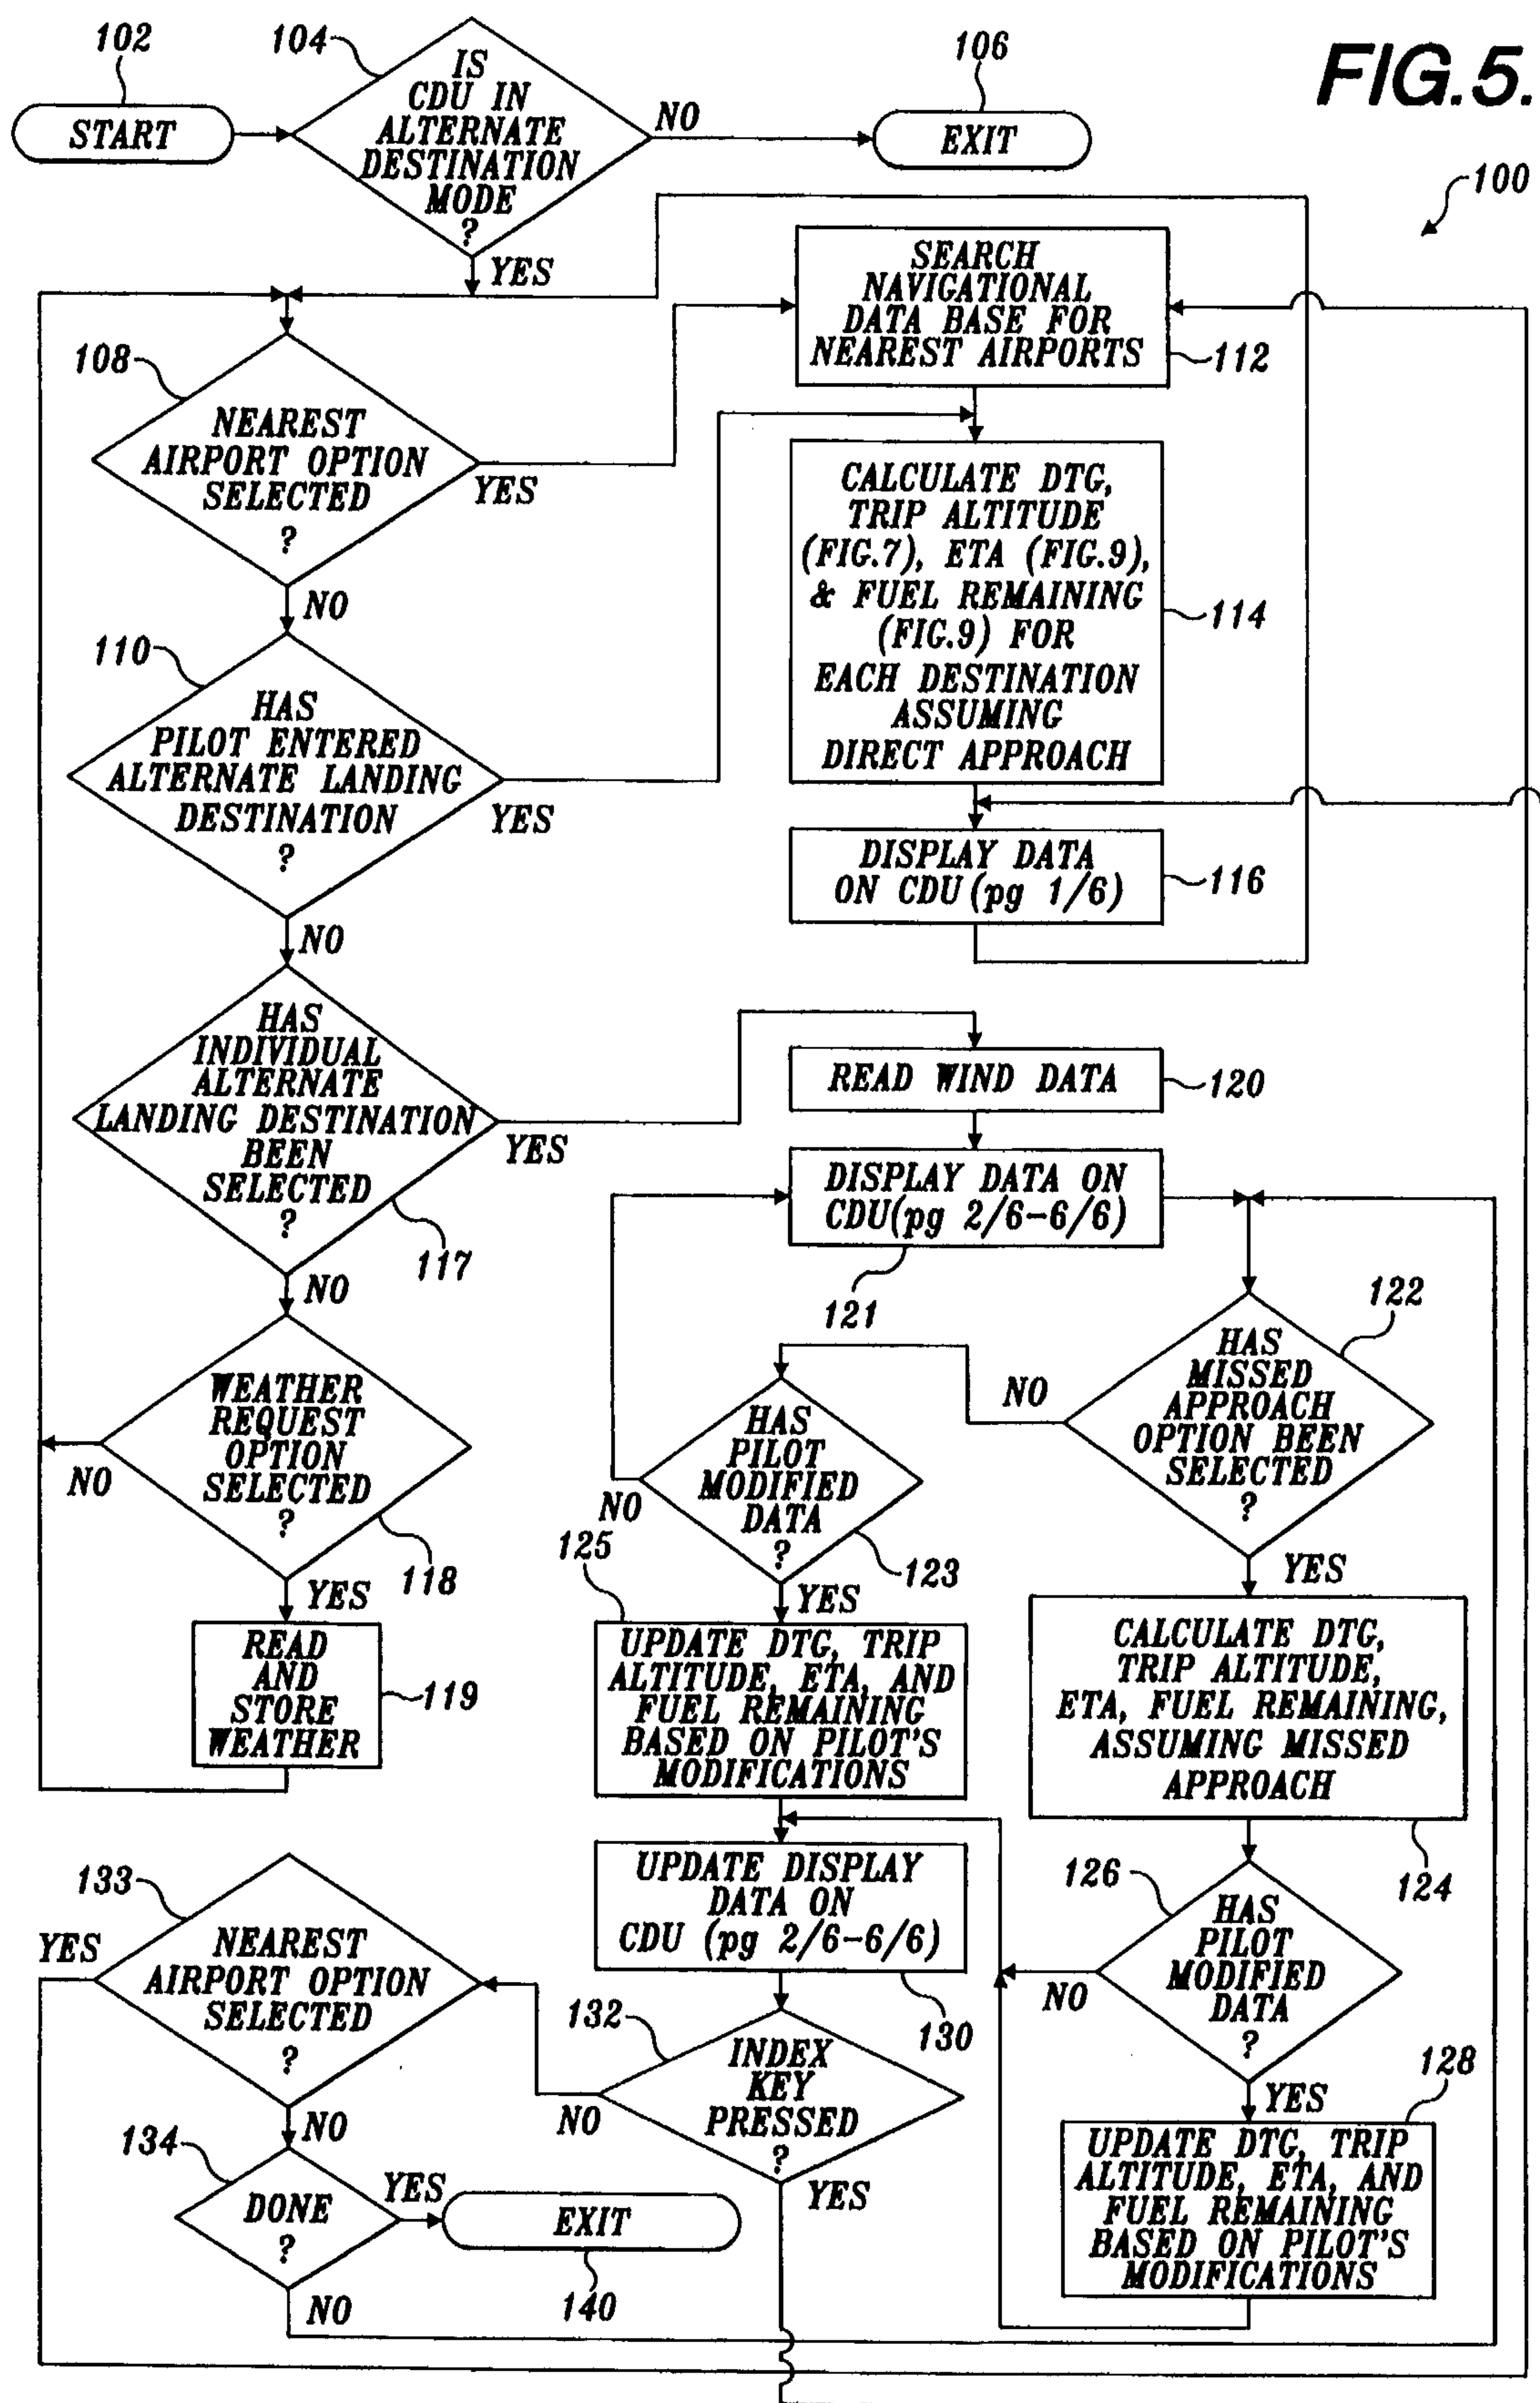 FIG.5.
102
START
104
IS
CDU IN
ALTERNATE
DESTINATION
MODE
?
NO
106
EXIT
100
YES
SEARCH
NAVIGATIONAL
DATA BASE FOR
NEAREST AIRPORTS
112
108
NEAREST
AIRPORT OPTION
SELECTED
?
YES
NO
CALCULATE DTG,
TRIP ALTITUDE
(FIG.7), ETA (FIG.9),
& FUEL REMAINING
(FIG.9) FOR
EACH DESTINATION
ASSUMING
DIRECT APPROACH
114
110
HAS
PILOT ENTERED
ALTERNATE LANDING
DESTINATION
?
YES
NO
DISPLAY DATA
ON CDU (pg 1/6)
116
HAS
INDIVIDUAL
ALTERNATE
LANDING DESTINATION
BEEN
SELECTED
?
YES
117
NO
READ WIND DATA
120
DISPLAY DATA ON
CDU(pg 2/6-6/6)
121
122
HAS
MISSED
APPROACH
OPTION BEEN
SELECTED
?
NO
YES
WEATHER
REQUEST
OPTION
SELECTED
?
NO
118
YES
READ
AND
STORE
WEATHER
119
HAS
PILOT
MODIFIED
DATA
?
NO
123
YES
125
UPDATE DTG, TRIP
ALTITUDE, ETA, AND
FUEL REMAINING
BASED ON PILOT'S
MODIFICATIONS
CALCULATE DTG,
TRIP ALTITUDE,
ETA, FUEL REMAINING,
ASSUMING MISSED
APPROACH
124
126
HAS
PILOT
MODIFIED
DATA
?
NO
YES
128
UPDATE DTG, TRIP
ALTITUDE, ETA, AND
FUEL REMAINING
BASED ON PILOT'S
MODIFICATIONS
UPDATE DISPLAY
DATA ON
CDU (pg 2/6-6/6)
130
132
INDEX
KEY
PRESSED
?
NO
YES
133
YES
NEAREST
AIRPORT OPTION
SELECTED
?
NO
134
DONE
?
YES
EXIT
140
NO